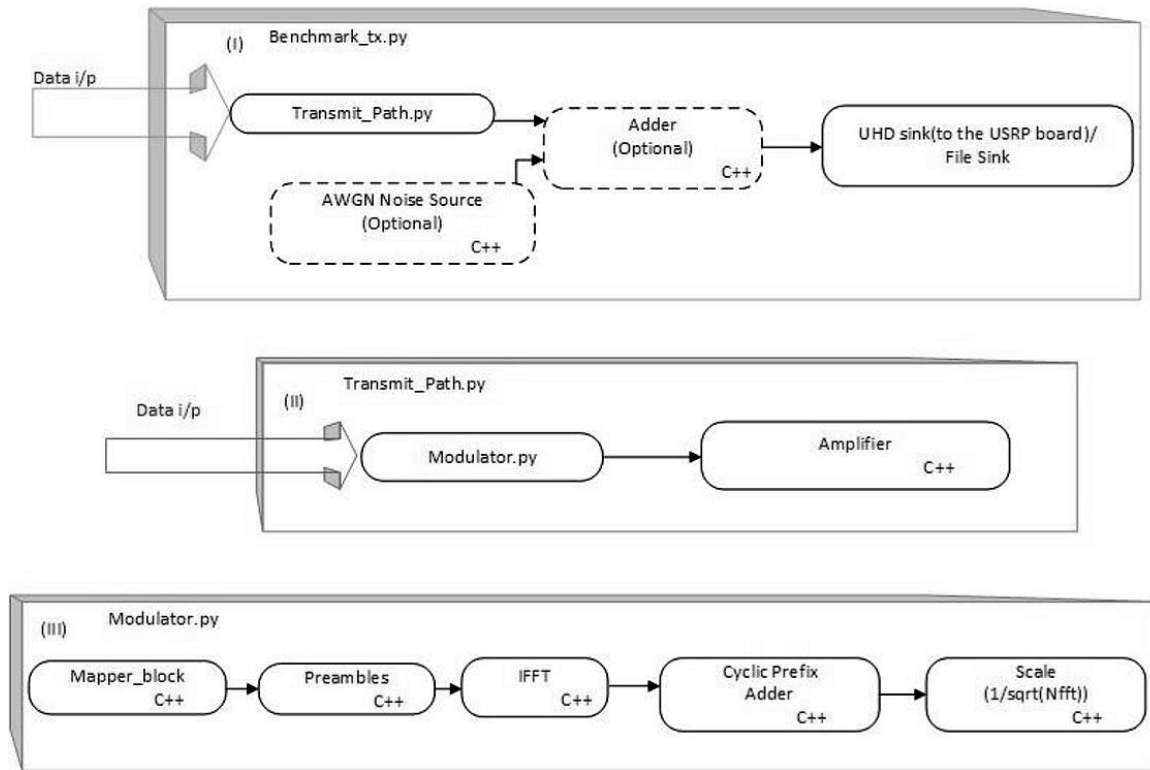 (I) Benchmark_tx.py
Data i/p
Transmit_Path.py
Adder
(Optional)
C++
UHD sink(to the USRP board)/
File Sink
AWGN Noise Source
(Optional)
C++
Transmit_Path.py
(II)
Data i/p
Modulator.py
Amplifier
C++
Modulator.py
(III)
Mapper_block
C++
Preambles
C++
IFFT
C++
Cyclic Prefix
Adder
C++
Scale
(1/sqrt(Nfft))
C++